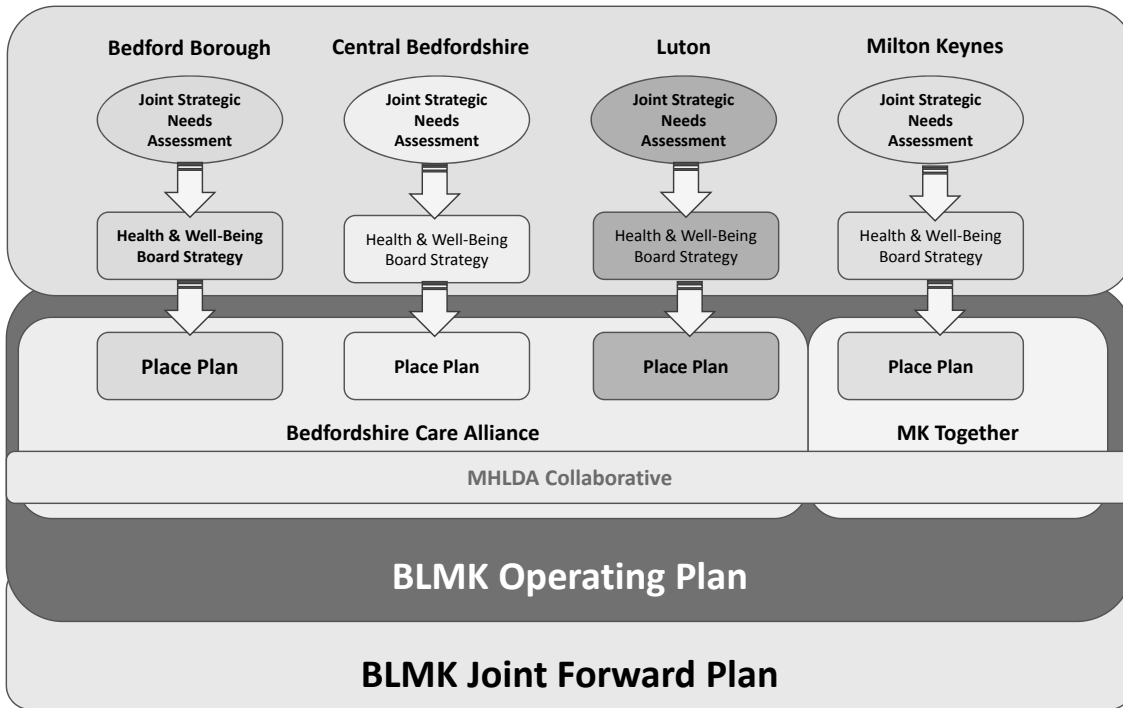 Bedford Borough
Central Bedfordshire
Luton
Milton Keynes
Joint Strategic
Needs
Assessment
Joint Strategic
Needs
Assessment
Joint Strategic
Needs
Assessment
Joint Strategic
Needs
Assessment
Health & Well-Being
Board Strategy
Health & Well-Being
Board Strategy
Health & Well-Being
Board Strategy
Health & Well-Being
Board Strategy
Place Plan
Place Plan
Place Plan
Place Plan
Bedfordshire Care Alliance
MK Together
MHLDA Collaborative
BLMK Operating Plan
BLMK Joint Forward Plan